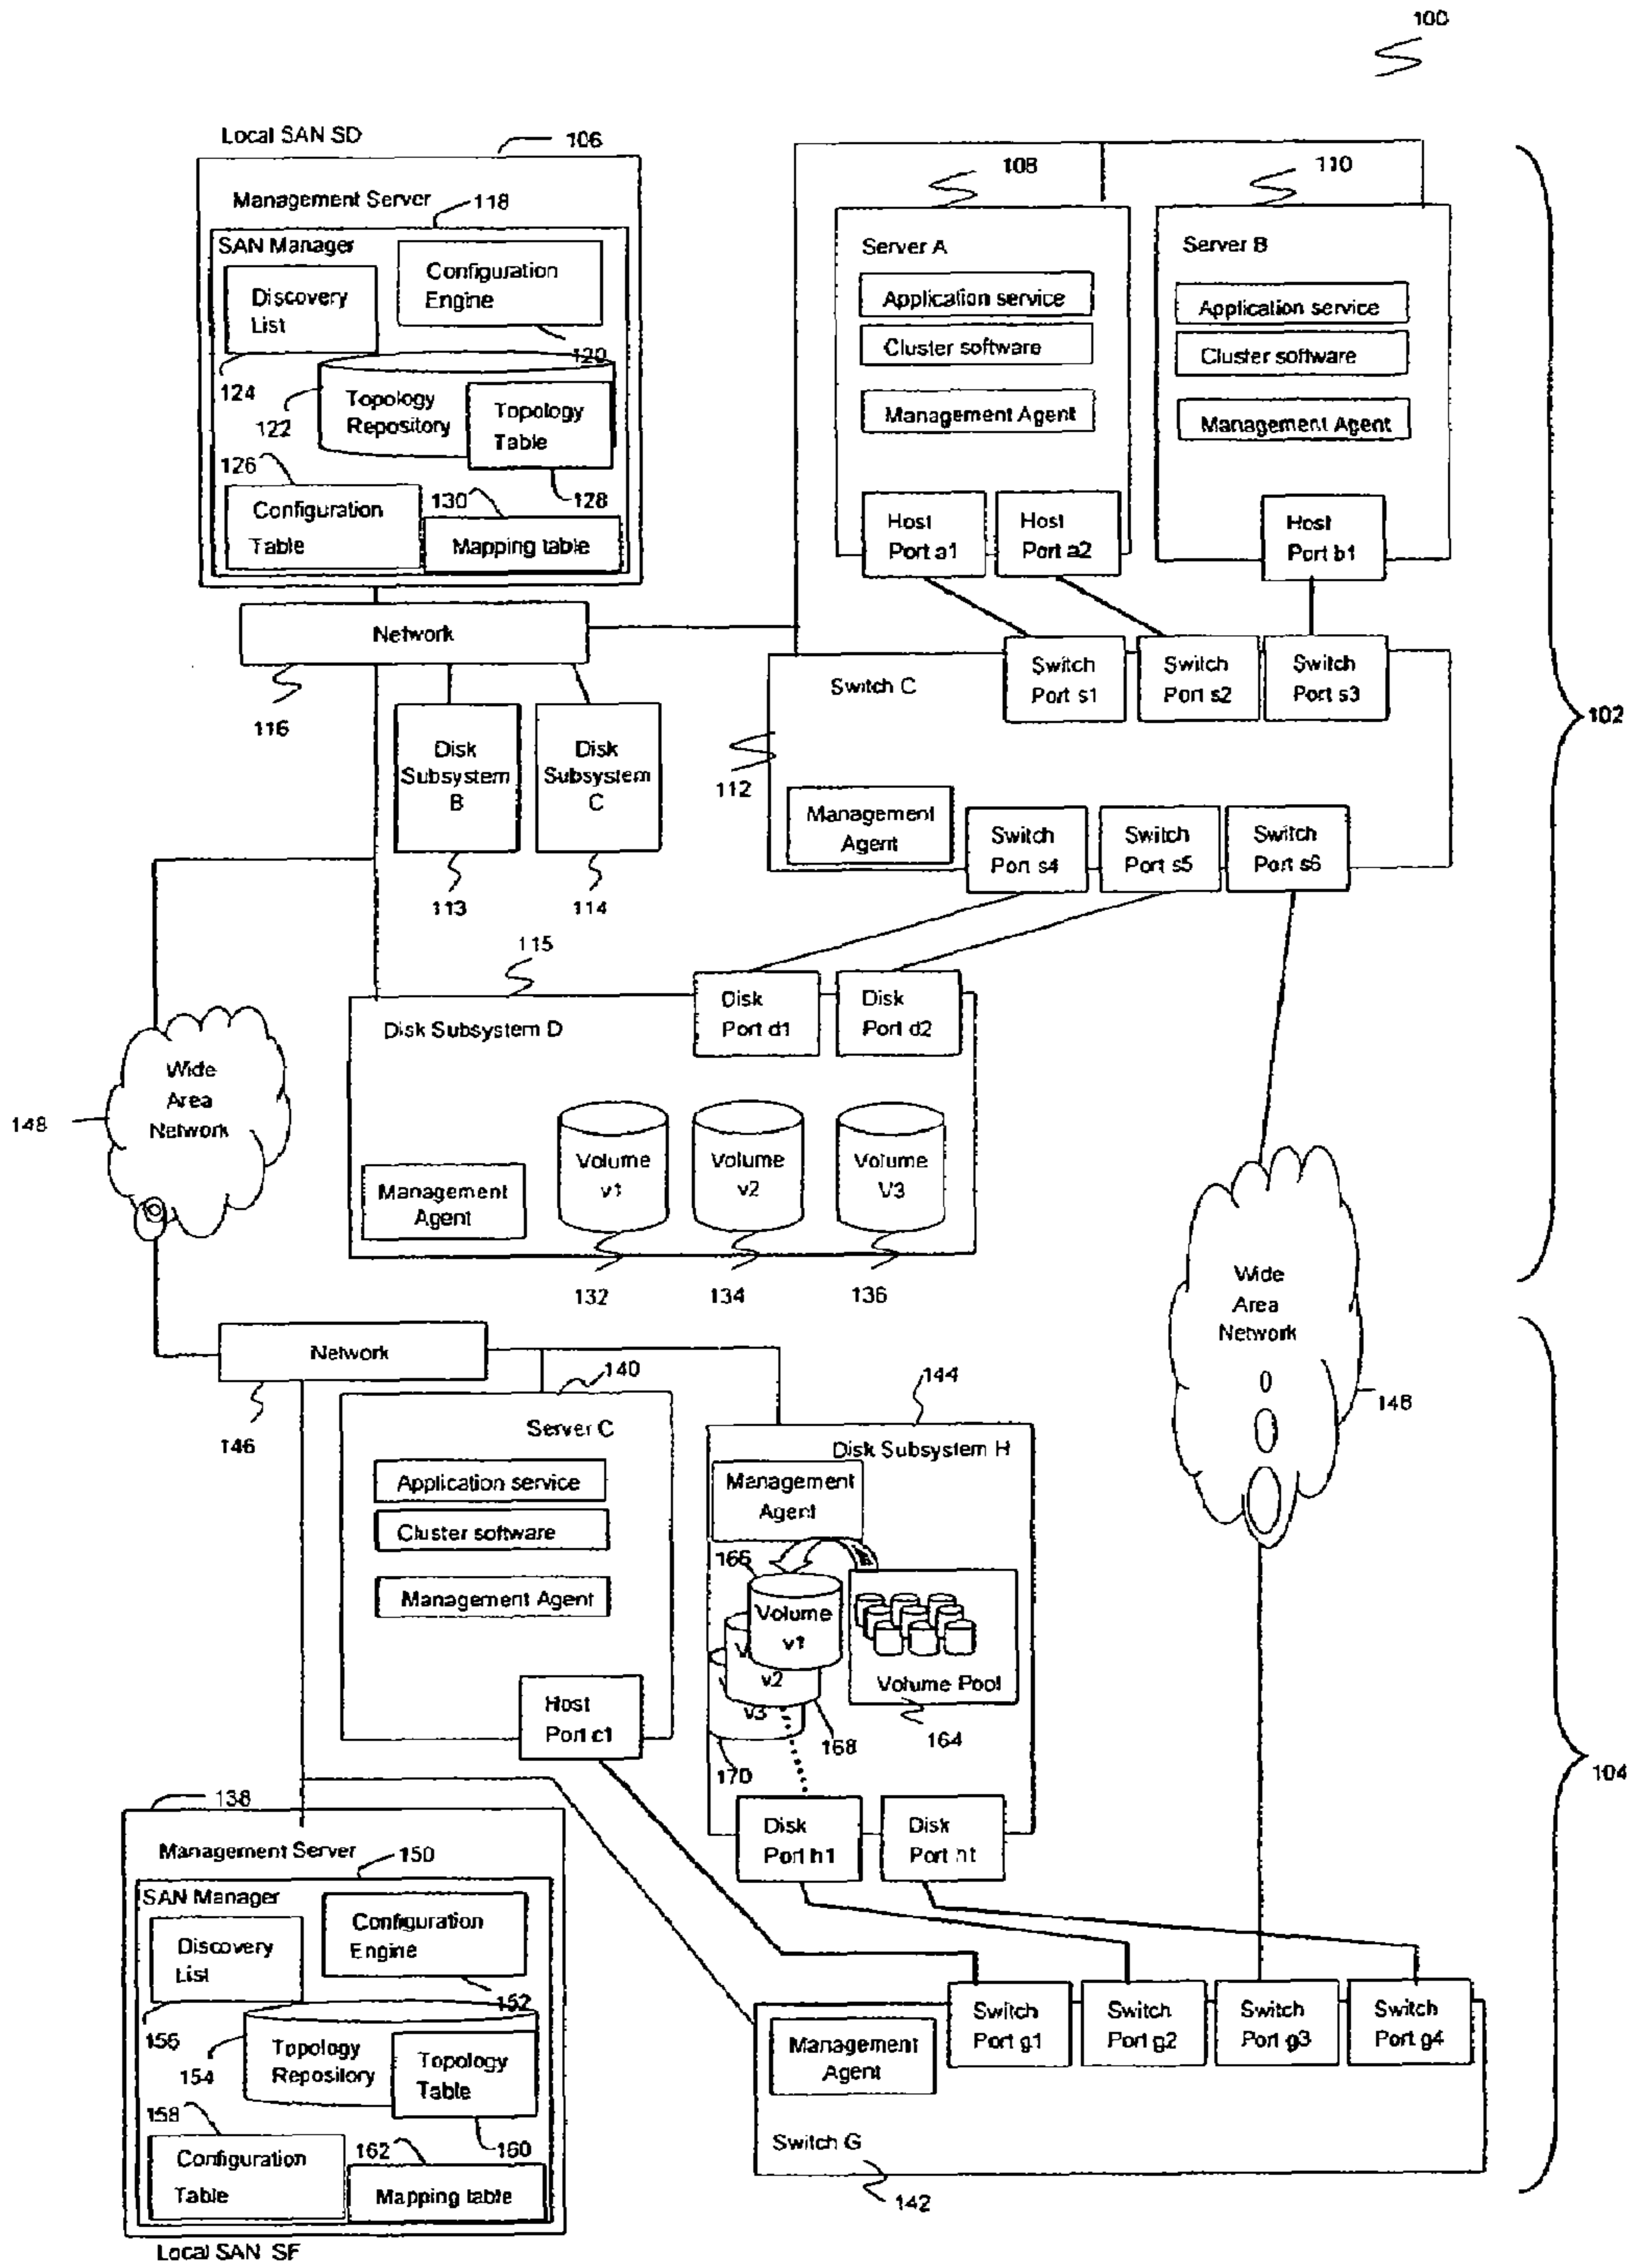 100
Local SAN SD
106
Management Server
118
SAN Manager
Configuration
Engine
Discovery
List
120
124
Topology
Repository
122
Topology
Table
126
128
Configuration
Table
130
Mapping table
108
110
Server A
Application service
Cluster software
Management Agent
Host
Port a1
Host
Port a2
Server B
Application service
Cluster software
Management Agent
Host
Port b1
Network
116
Disk
Subsystem
B
113
Disk
Subsystem
C
114
Switch C
Switch
Port s1
Switch
Port s2
Switch
Port s3
112
Management
Agent
Switch
Port s4
Switch
Port s5
Switch
Port s6
102
115
Disk Subsystem D
Disk
Port d1
Disk
Port d2
Management
Agent
Volume
v1
Volume
v2
Volume
V3
132
134
136
Wide
Area
Network
148
Wide
Area
Network
148
Network
146
140
Server C
Application service
Cluster software
Management Agent
Host
Port c1
144
Disk Subsystem H
Management
Agent
166
Volume
v1
V
v2
v3
168
170
Volume Pool
164
Disk
Port h1
Disk
Port ht
104
138
Management Server
150
SAN Manager
Configuration
Engine
Discovery
List
152
156
Topology
Repository
154
Topology
Table
158
160
Configuration
Table
162
Mapping table
Local SAN SF
Management
Agent
Switch
Port g1
Switch
Port g2
Switch
Port g3
Switch
Port g4
Switch G
142